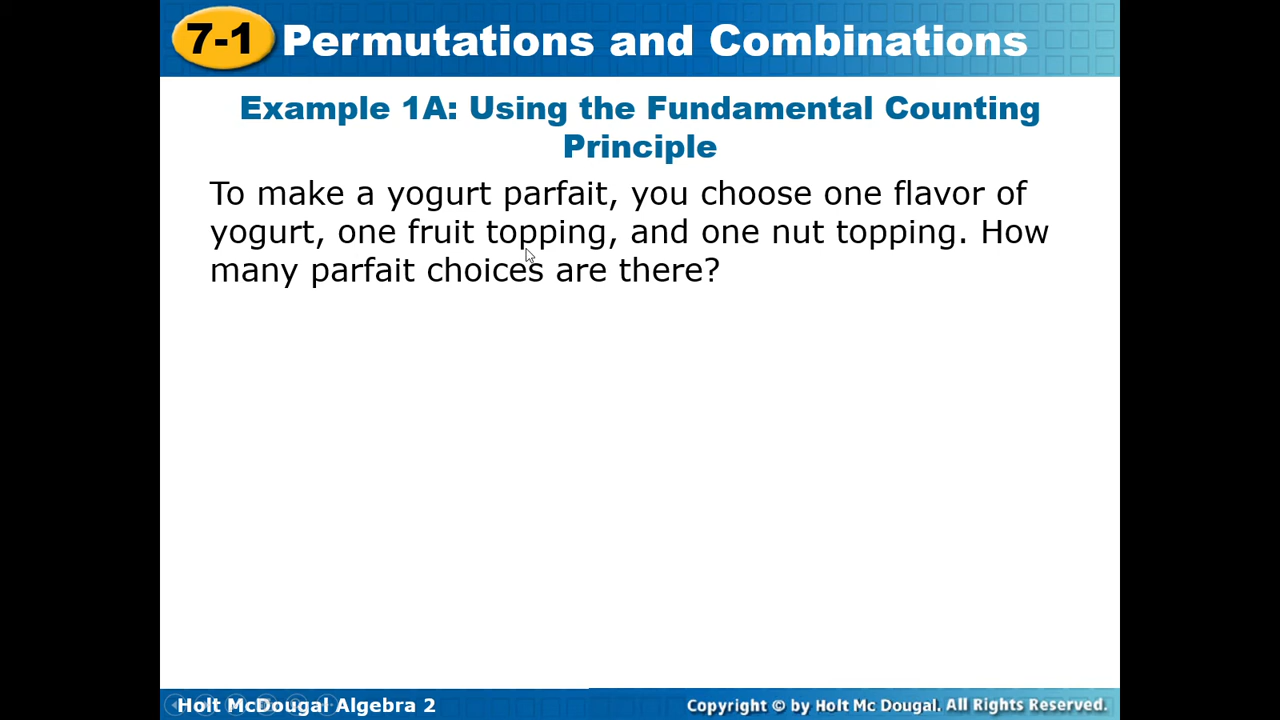 7-1 Permutations and Combinations
Example 1A: Using the Fundamental Counting
Principle
To make a yogurt parfait, you choose one flavor of
yogurt, one fruit topping, and one nut topping. How
many parfait choices are there?
Holt McDougal Algebra 2
Copyright © by Holt Mc Dougal. All Rights Reserved.